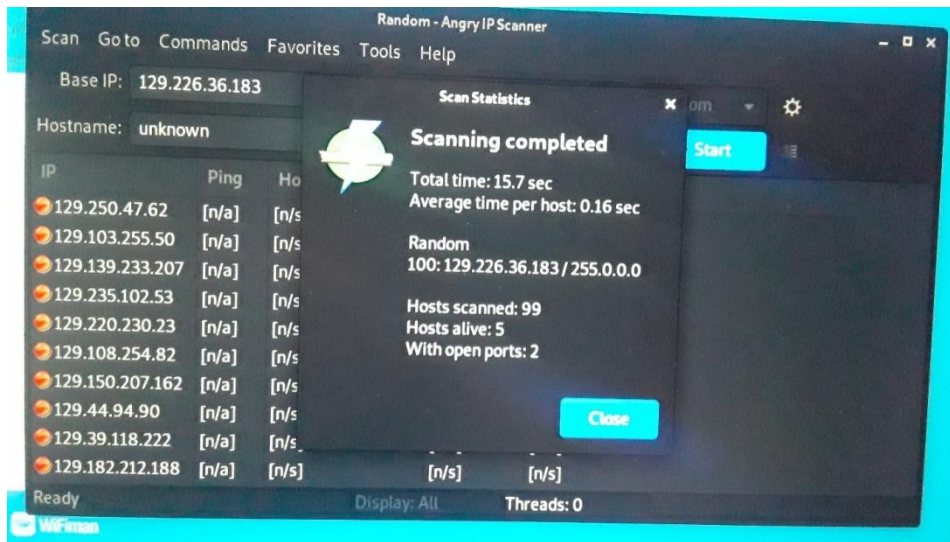 Random - Angry IP Scanner
Scan Go to Commands Favorites Tools Help
Base IP: 129.226.36.183
Hostname: unknown
Start
IP Ping
129.250.47.62 [n/a]
129.103.255.50 [n/a]
129.139.233.207 [n/a]
129.235.102.53 [n/a]
129.220.230.23 [n/a]
129.108.254.82 [n/a]
129.150.207.162 [n/a]
129.44.94.90 [n/a]
129.39.118.222 [n/a]
129.182.212.188 [n/a] [n/s] [n/s] [n/s]
Scan Statistics
Scanning completed
Total time: 15.7 sec
Average time per host: 0.16 sec
Random
100: 129.226.36.183 / 255.0.0.0
Hosts scanned: 99
Hosts alive: 5
With open ports: 2
Close
Ready Display: All Threads: 0
WiFiman